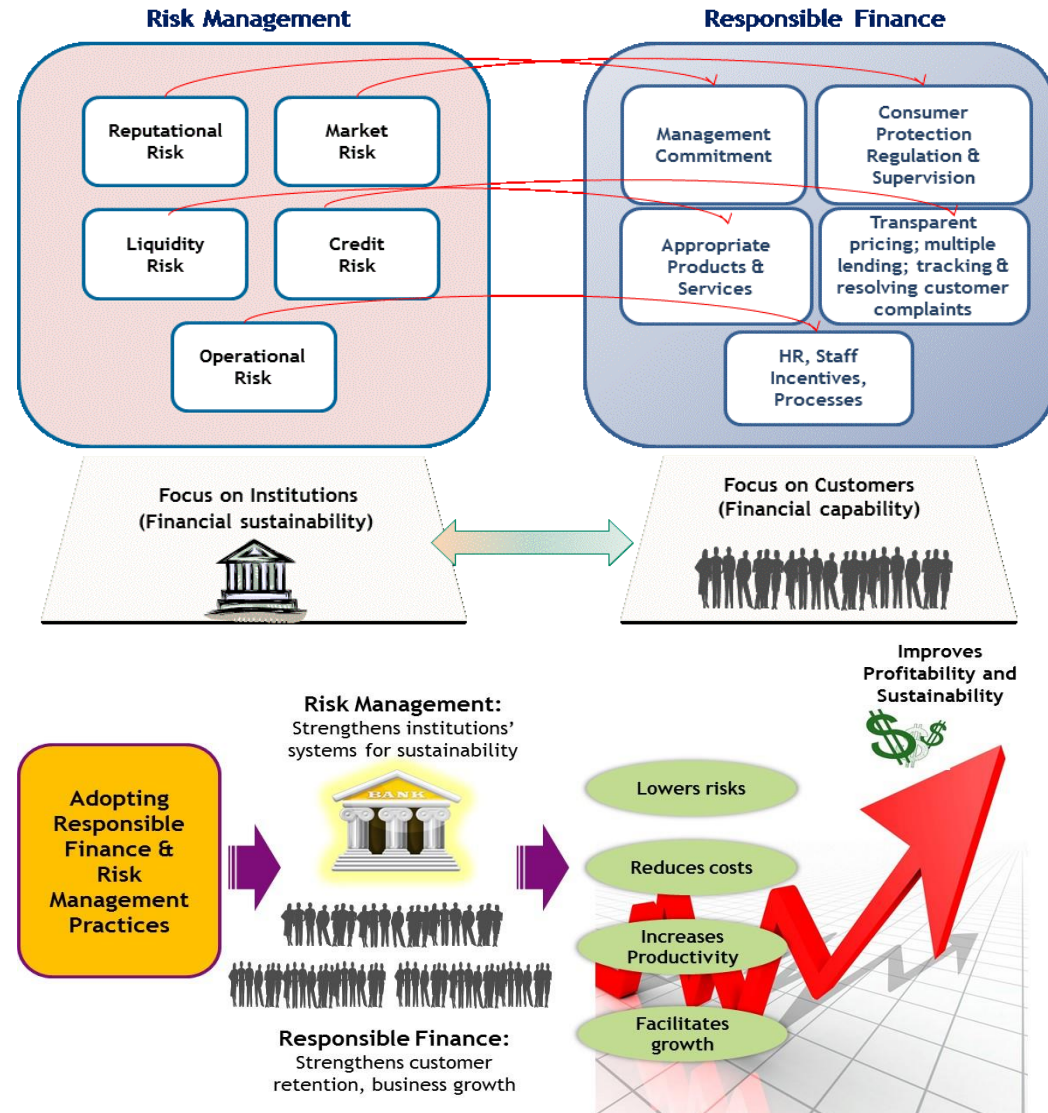 Risk Management
Responsible Finance
Reputational
Risk
Market
Risk
Liquidity
Risk
Credit
Risk
Operational
Risk
Management
Commitment
Consumer
Protection
Regulation &
Supervision
Appropriate
Products &
Services
Transparent
pricing; multiple
lending; tracking &
resolving customer
complaints
HR, Staff
Incentives,
Processes
Focus on Institutions
(Financial sustainability)
Focus on Customers
(Financial capability)
Improves
Profitability and
Sustainability
Adopting
Responsible
Finance &
Risk
Management
Practices
Risk Management:
Strengthens institutions’
systems for sustainability
BANK
Responsible Finance:
Strengthens customer
retention, business growth
Lowers risks
Reduces costs
Increases
Productivity
Facilitates
growth